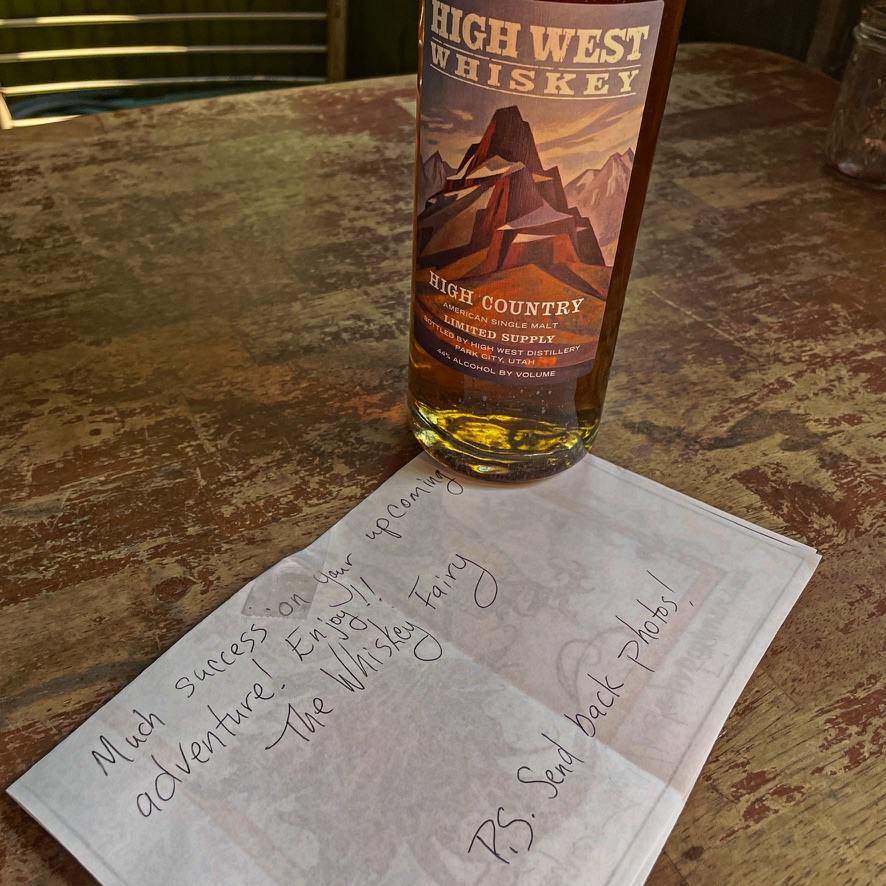 HIGH WEST
WHISKEY
HIGH COUNTRY
AMERICAN SINGLE MALT
LIMITED SUPPLY
BOTTLED BY HIGH WEST DISTILLERY
PARK CITY, UTAH
44% ALCOHOL BY VOLUME
Much success on your upcoming
adventure! Enjoy!!
The Whiskey Fairy
P.S. Send back photos!